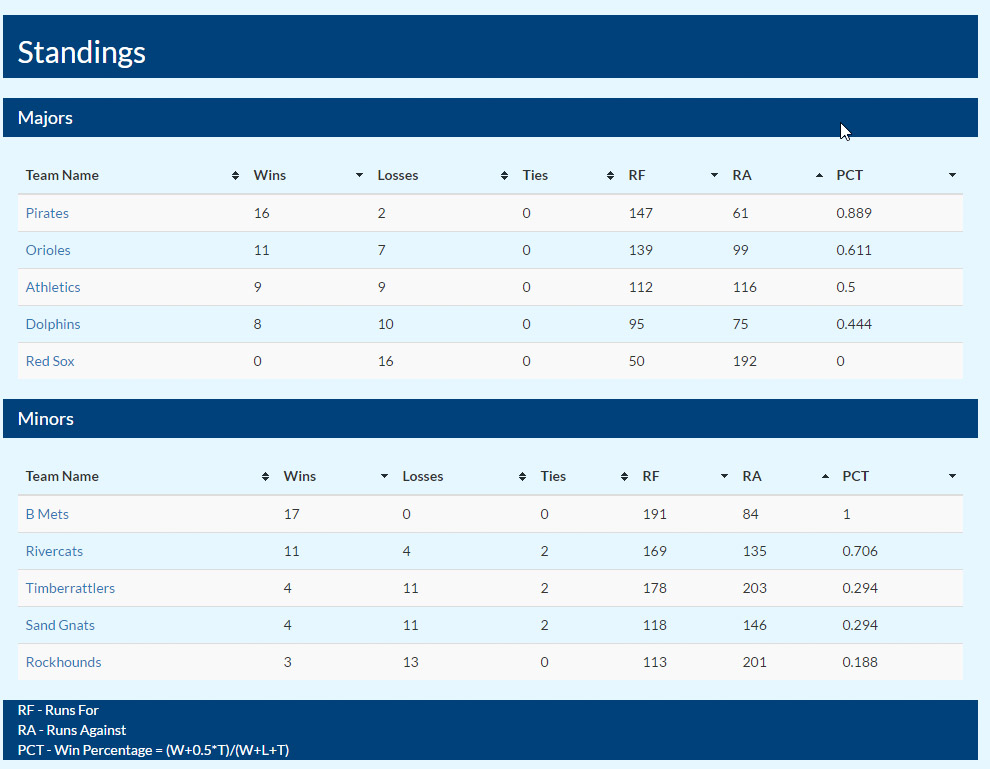 Standings
Majors
Team Name Wins Losses Ties RF RA PCT
Pirates 16 2 0 147 61 0.889
Orioles 11 7 0 139 99 0.611
Athletics 9 9 0 112 116 0.5
Dolphins 8 10 0 95 75 0.444
Red Sox 0 16 0 50 192 0
Minors
Team Name Wins Losses Ties RF RA PCT
B Mets 17 0 0 191 84 1
Rivercats 11 4 2 169 135 0.706
Timberrattlers 4 11 2 178 203 0.294
Sand Gnats 4 11 2 118 146 0.294
Rockhounds 3 13 0 113 201 0.188
RF - Runs For
RA - Runs Against
PCT - Win Percentage = (W+0.5*T)/(W+L+T)